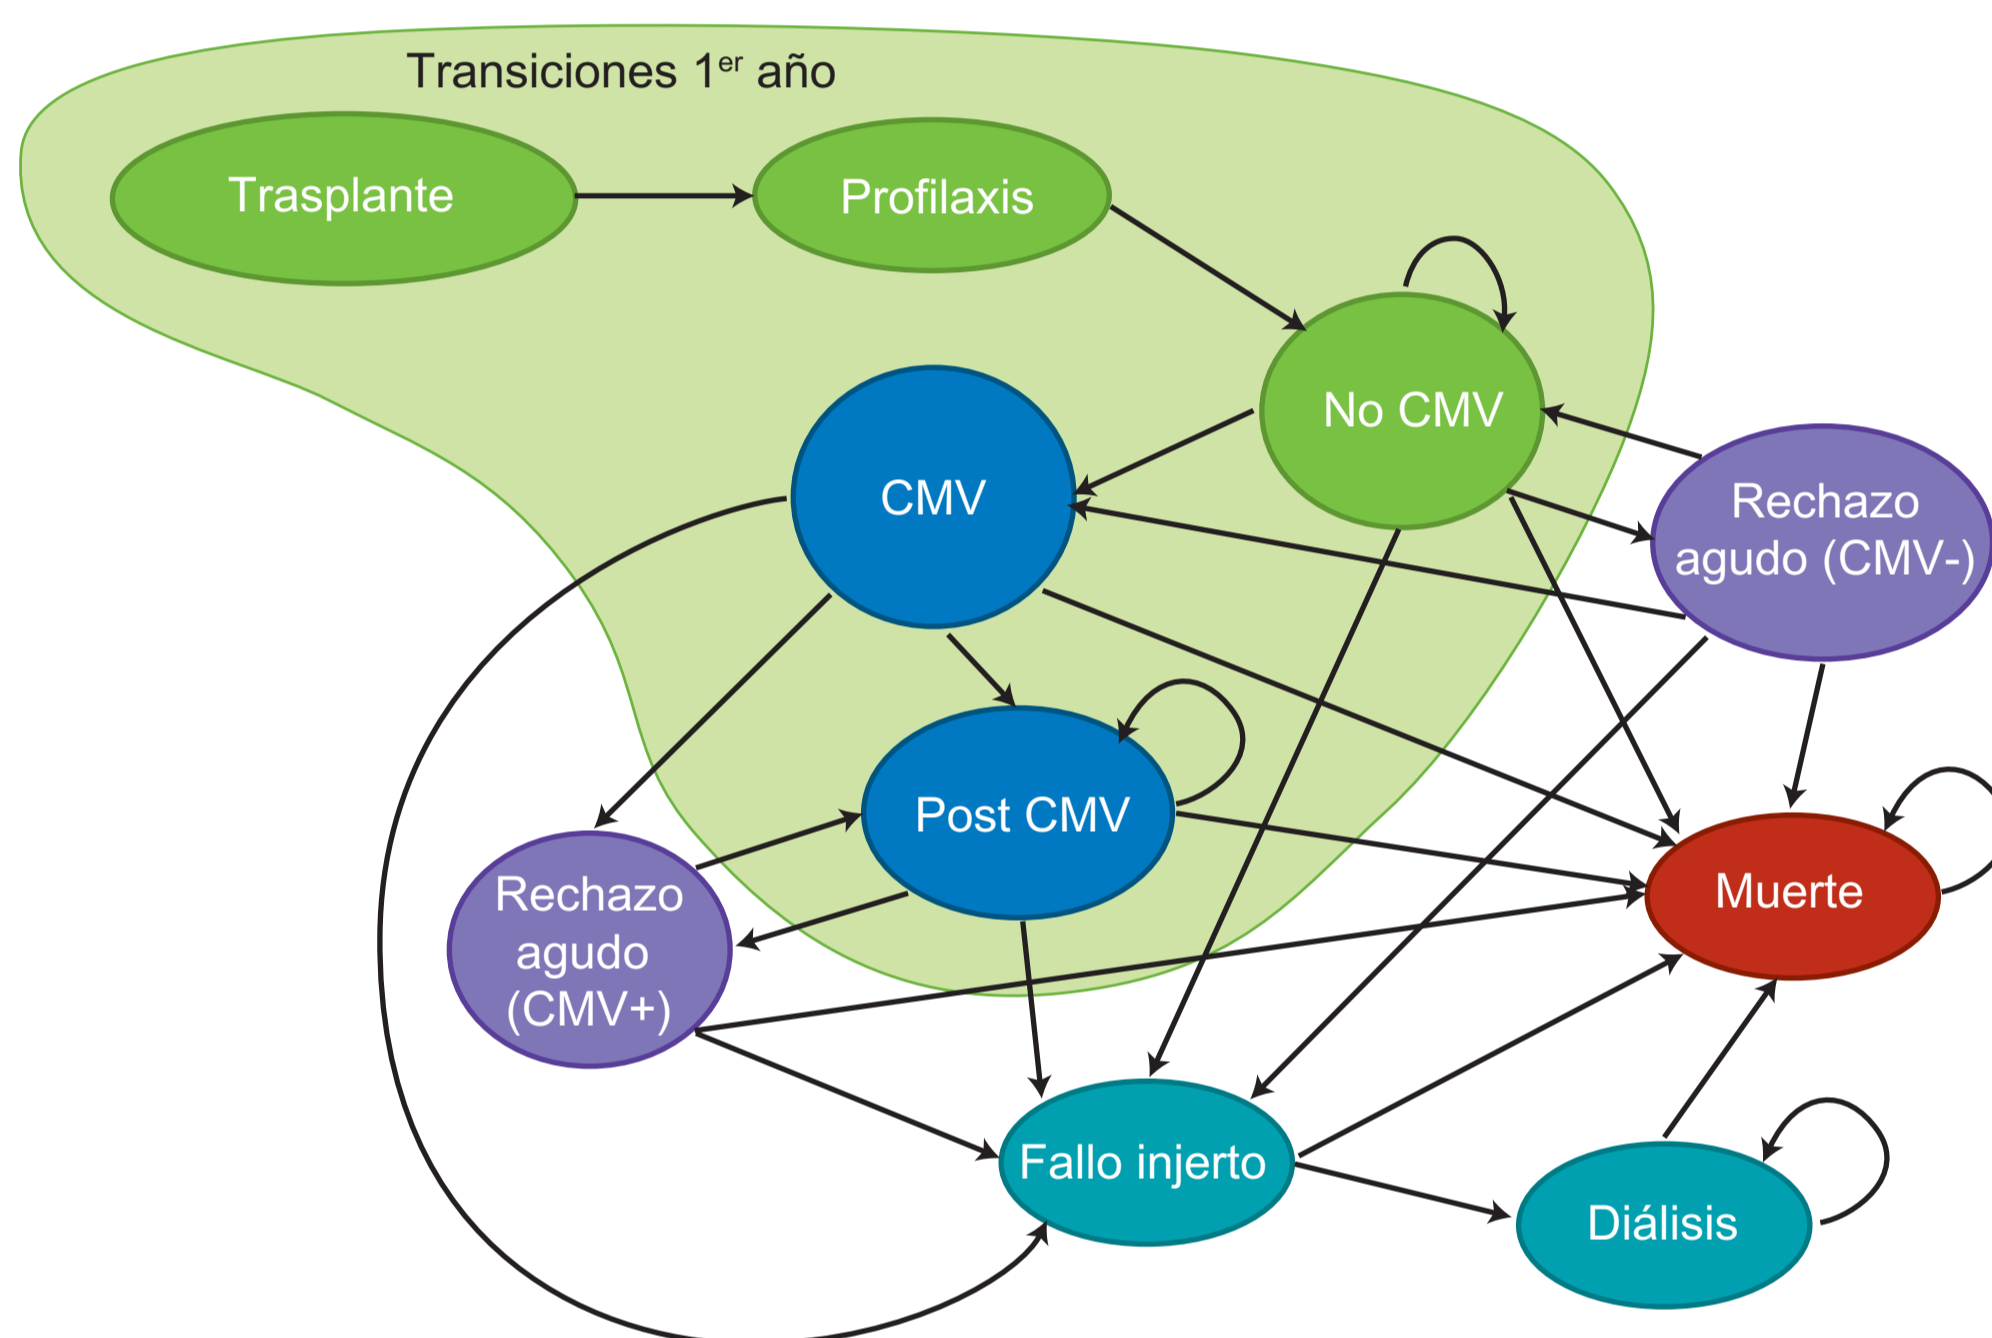 Transiciones 1er año
Trasplante
Profilaxis
No CMV
CMV
Rechazo
agudo (CMV-)
Post CMV
Rechazo
agudo
(CMV+)
Muerte
Fallo injerto
Diálisis